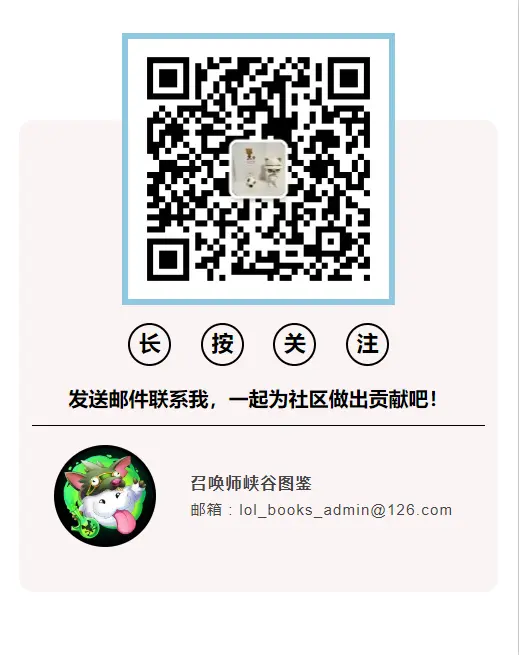 长 按 关 注
发送邮件联系我，一起为社区做出贡献吧！
召唤师峡谷图鉴
邮箱：lol_books_admin@126.com